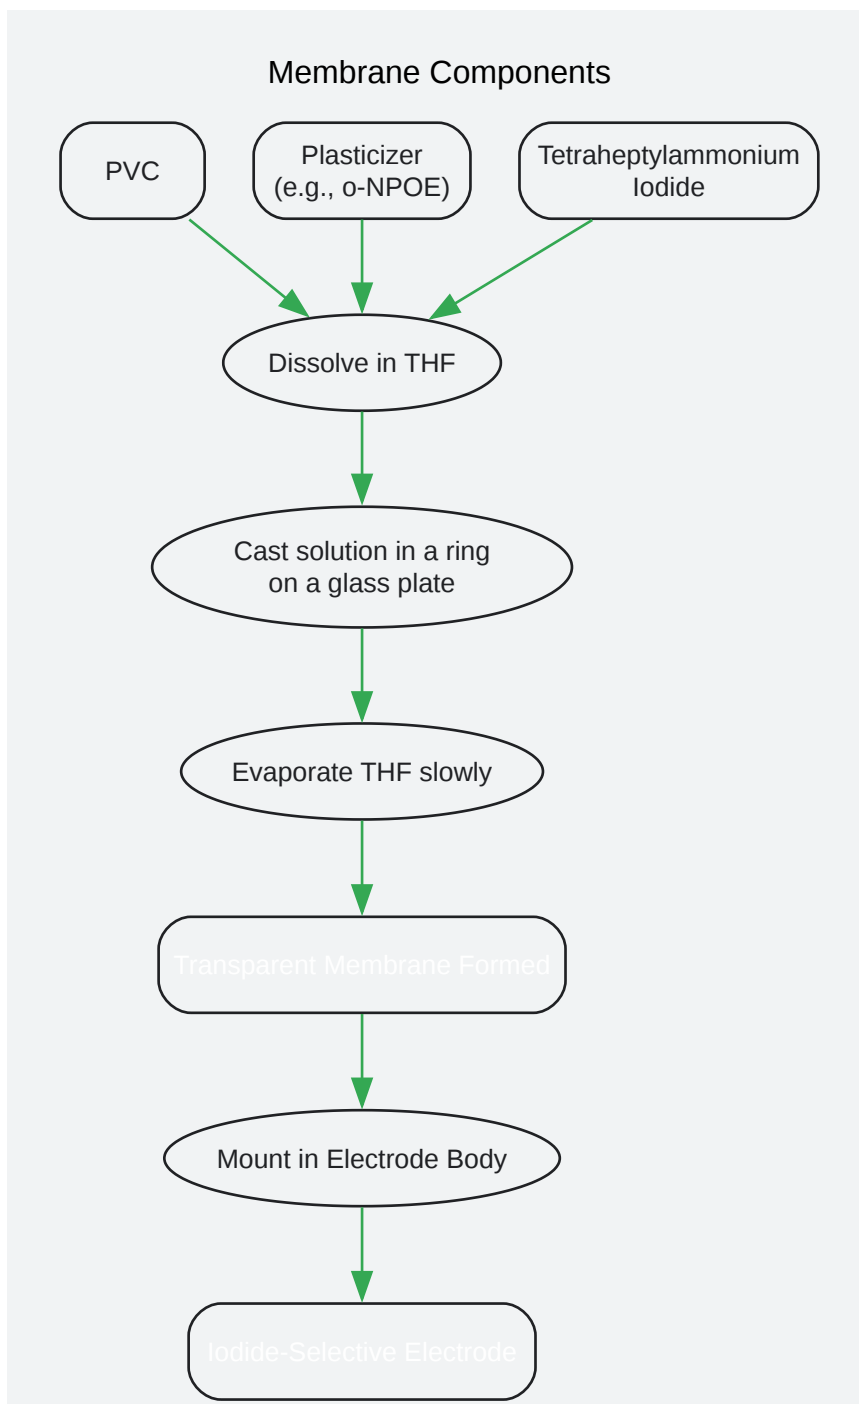 Membrane Components
PVC
Plasticizer
(e.g., o-NPOE)
Tetraheptylammonium
Iodide
Dissolve in THF
Cast solution in a ring
on a glass plate
Evaporate THF slowly
Transparent Membrane Formed
Mount in Electrode Body
Iodide-Selective Electrode